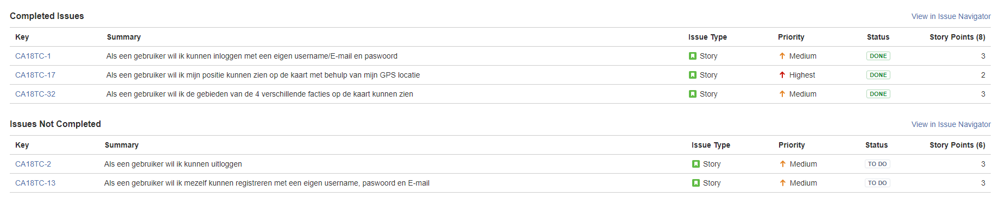 Completed Issues View in Issue Navigator
Key Summary Issue Type Priority Status Story Points (8)
CA18TC-1 Als een gebruiker wil ik kunnen inloggen met een eigen username/E-mail en paswoord Story Medium DONE 3
CA18TC-17 Als een gebruiker wil ik mijn positie kunnen zien op de kaart met behulp van mijn GPS locatie Story Highest DONE 2
CA18TC-32 Als een gebruiker wil ik de gebieden van de 4 verschillende facties op de kaart kunnen zien Story Medium DONE 3
Issues Not Completed View in Issue Navigator
Key Summary Issue Type Priority Status Story Points (6)
CA18TC-2 Als een gebruiker wil ik kunnen uitloggen Story Medium TO DO 3
CA18TC-13 Als een gebruiker wil ik mezelf kunnen registreren met een eigen username, paswoord en E-mail Story Medium TO DO 3